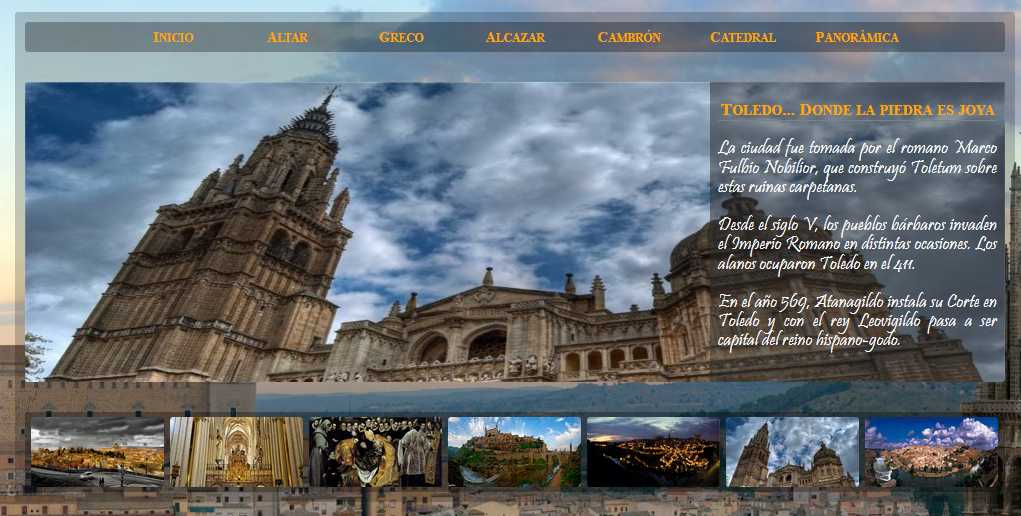 Inicio Altar Greco Alcazar Cambrón Catedral Panorámica
Toledo... Donde la piedra es joya
La ciudad fue tomada por el romano Marco
Fulbio Nobilior, que construyó Toletum sobre
estas ruinas carpetanas.
Desde el siglo V, los pueblos bárbaros invaden
el Imperio Romano en distintas ocasiones. Los
alanos ocuparon Toledo en el 411.
En el año 569, Atanagildo instala su Corte en
Toledo y con el rey Leovigildo pasa a ser
capital del reino hispano-godo.